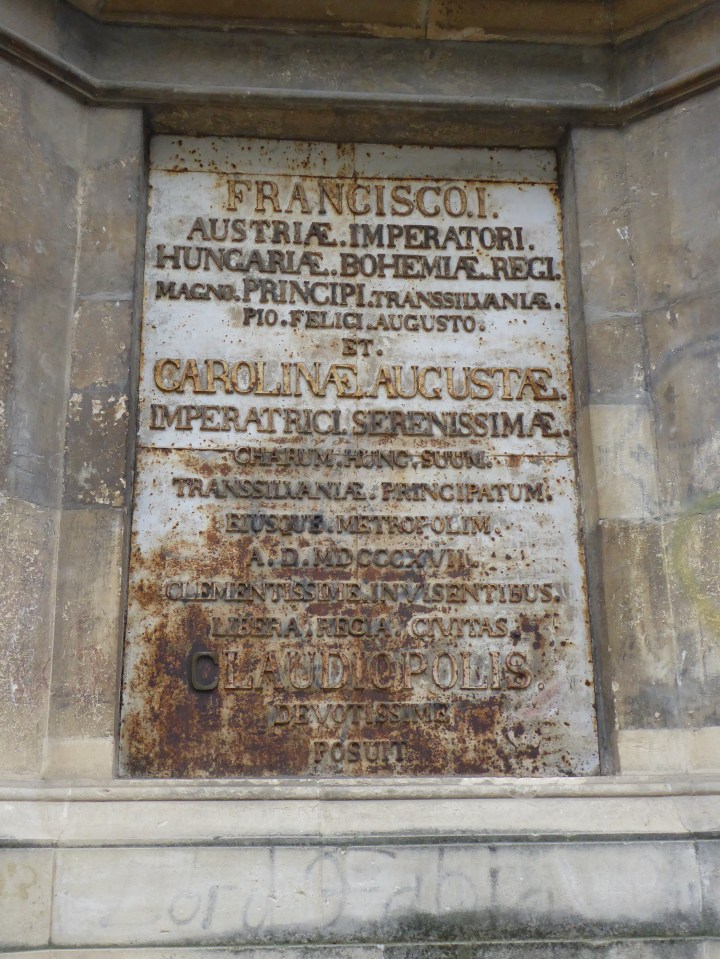 FRANCISCO.I.
AUSTRIÆ.IMPERATORI.
HUNGARIÆ.BOHEMIÆ.REGI.
MAGNO.PRINCIPI.TRANSSILVANIÆ.
PIO.FELICI.AUGUSTO.
ET.
CAROLINÆ.AUGUSTÆ.
IMPERATRICI.SERENISSIMÆ.
CHARUM.HUNG.SUUM.
TRANSSILVANIÆ.PRINCIPATUM.
EIUSQUE.METROPOLIM.
A.D.MDCCCXVII.
CLEMENTISSIME.INVISENTIBUS.
LIBERA.REGIA.CIVITAS.
CLAUDIOPOLIS.
DEVOTISSIME
POSUIT